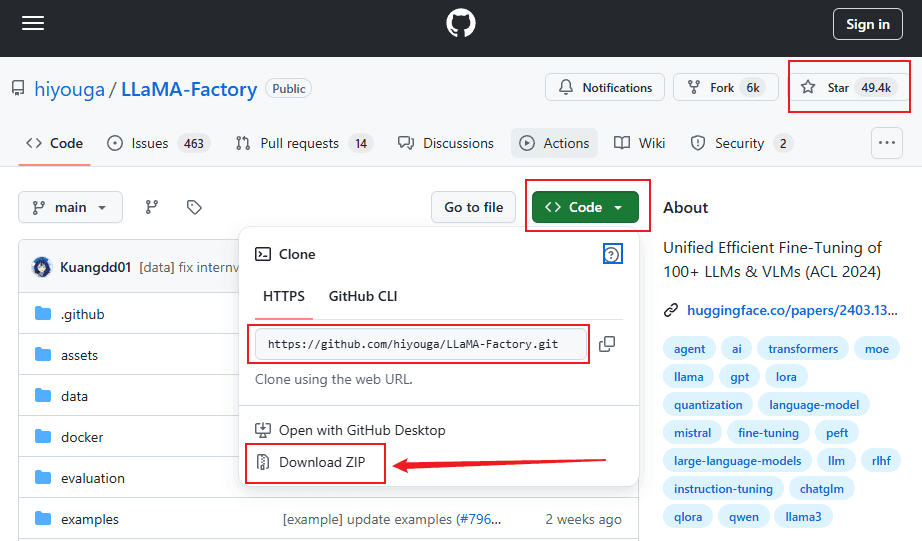 Sign in
hiyouga / LLaMA-Factory Public
Notifications Fork 6k Star 49.4k
Code Issues 463 Pull requests 14 Discussions Actions Wiki Security 2
main Go to file Code
About
Unified Efficient Fine-Tuning of
100+ LLMs & VLMs (ACL 2024)
huggingface.co/papers/2403.13...
agent ai transformers moe
llama gpt lora
quantization language-model
mistral fine-tuning peft
large-language-models llm rlhf
instruction-tuning chatglm
qlora qwen llama3
Kuangdd01 [data] fix internv
Clone
HTTPS GitHub CLI
https://github.com/hiyouga/LLaMA-Factory.git
Clone using the web URL.
Open with GitHub Desktop
Download ZIP
.github
assets
data
docker
evaluation
examples [example] update examples (#796... 2 weeks ago